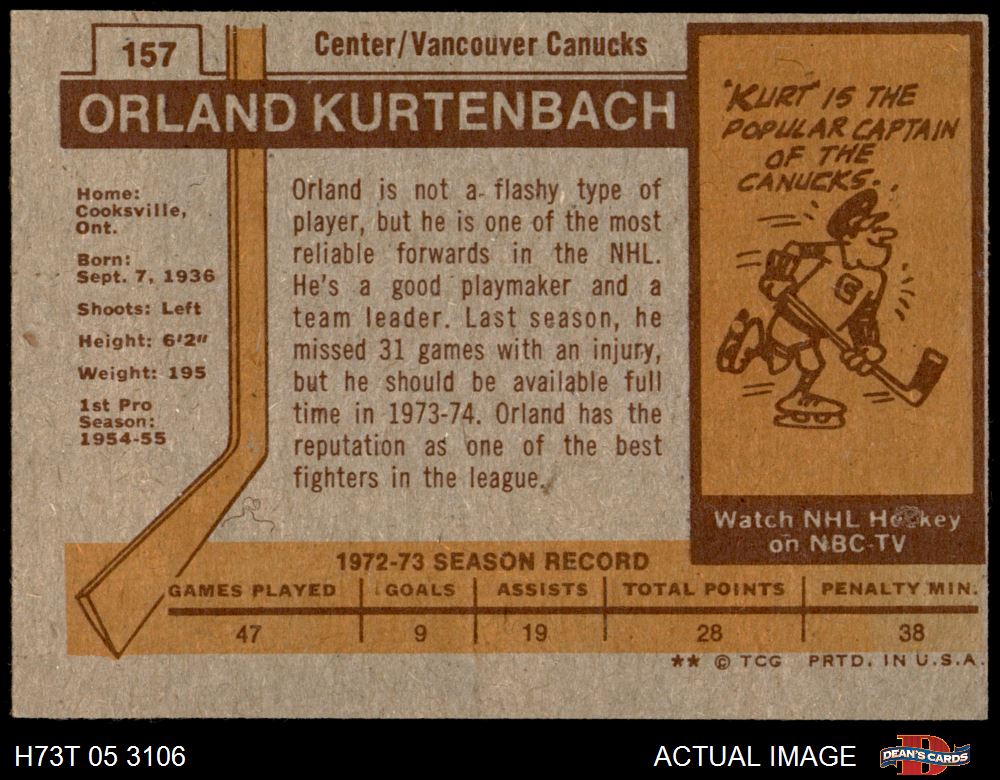 157
Center/Vancouver Canucks
ORLAND KURTENBACH
Home:
Cooksville,
Ont.
Born:
Sept. 7, 1936
Shoots: Left
Height: 6'2"
Weight: 195
1st Pro
Season:
1954-55
Orland is not a flashy type of
player, but he is one of the most
reliable forwards in the NHL.
He's a good playmaker and a
team leader. Last season, he
missed 31 games with an injury,
but he should be available full
time in 1973-74. Orland has the
reputation as one of the best
fighters in the league.
"KURT" IS THE
POPULAR CAPTAIN
OF THE
CANUCKS...
C
Watch NHL Hockey
on NBC-TV
1972-73 SEASON RECORD
GAMES PLAYED GOALS ASSISTS TOTAL POINTS PENALTY MIN.
47 9 19 28 38
** © TCG PRTD. IN U.S.A.
H73T 05 3106
ACTUAL IMAGE
D
DEAN'S CARDS